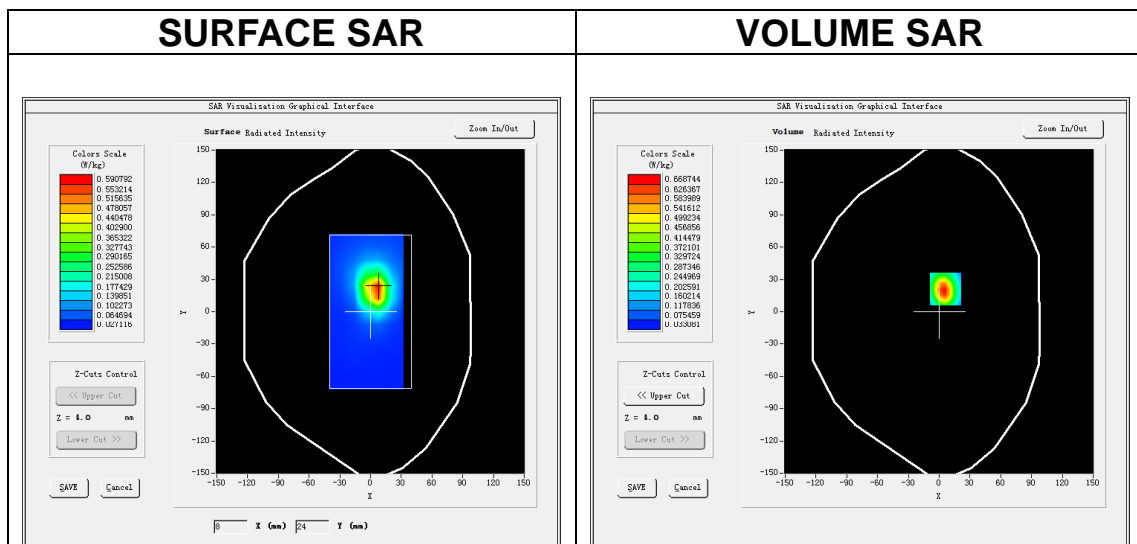 SURFACE SAR
VOLUME SAR
SAR Visualisation Graphical Interface
Surface Radiated Intensity
Zoom In/Out
Colors Scale
(W/kg)
0.590792
0.553214
0.515635
0.478057
0.440478
0.402900
0.365322
0.327743
0.290165
0.252586
0.215008
0.177429
0.139851
0.102273
0.064694
0.027116
150
120
90
60
30
0
-30
-60
-90
-120
-150
Y
-150 -120 -90 -60 -30 0 30 60 90 120 150
X
Z-Cuts Control
<< Upper Cut
Z = 4.0 mm
Lower Cut >>
SAVE Cancel
8 X (mm) 24 Y (mm)
SAR Visualisation Graphical Interface
Volume Radiated Intensity
Zoom In/Out
Colors Scale
(W/kg)
0.668744
0.626367
0.583989
0.541612
0.499234
0.456856
0.414479
0.372101
0.329724
0.287346
0.244969
0.202591
0.160214
0.117836
0.075459
0.033081
150
120
90
60
30
0
-30
-60
-90
-120
-150
Y
-150 -120 -90 -60 -30 0 30 60 90 120 150
X
Z-Cuts Control
<< Upper Cut
Z = 4.0 mm
Lower Cut >>
SAVE Cancel